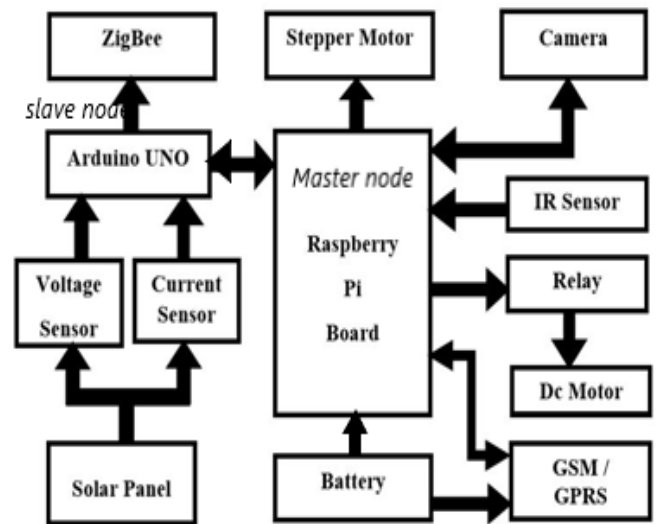 ZigBee
Stepper Motor
Camera
slave node
Arduino UNO
Master node
Raspberry
Pi
Board
IR Sensor
Voltage
Sensor
Current
Sensor
Relay
Dc Motor
Solar Panel
Battery
GSM /
GPRS